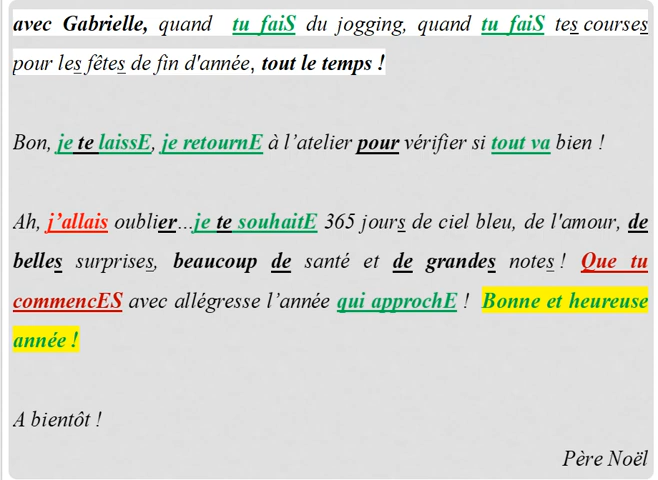 avec Gabrielle, quand tu faiS du jogging, quand tu faiS tes courses
pour les fêtes de fin d'année, tout le temps !
Bon, je te laissE, je retournE à l’atelier pour vérifier si tout va bien !
Ah, j’allais oublier...je te souhaitE 365 jours de ciel bleu, de l'amour, de
belles surprises, beaucoup de santé et de grandes notes ! Que tu
commencES avec allégresse l’année qui approchE ! Bonne et heureuse
année !
A bientôt !
Père Noël